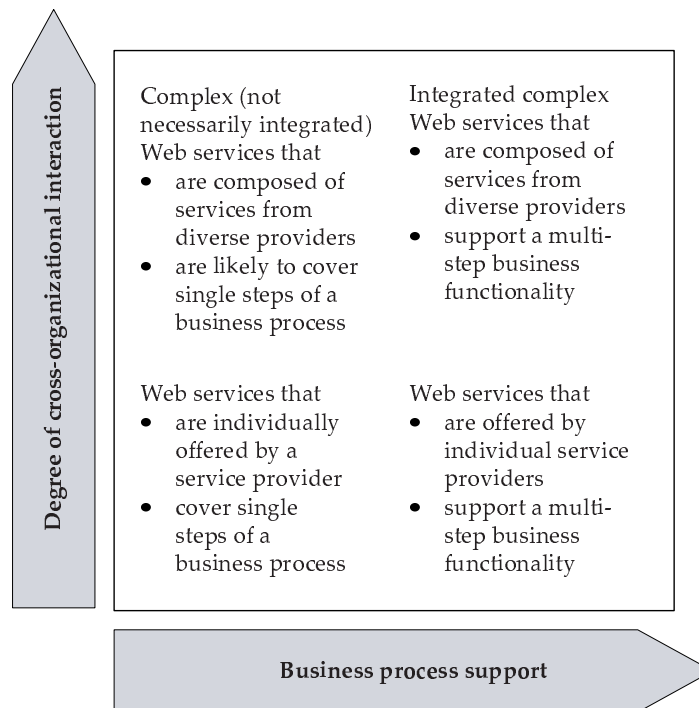 Degree of cross-organizational interaction
Complex (not
necessarily integrated)
Web services that
• are composed of
services from
diverse providers
• are likely to cover
single steps of a
business process
Integrated complex
Web services that
• are composed of
services from
diverse providers
• support a multi-
step business
functionality
Web services that
• are individually
offered by a
service provider
• cover single
steps of a
business process
Web services that
• are offered by
individual service
providers
• support a multi-
step business
functionality
Business process support